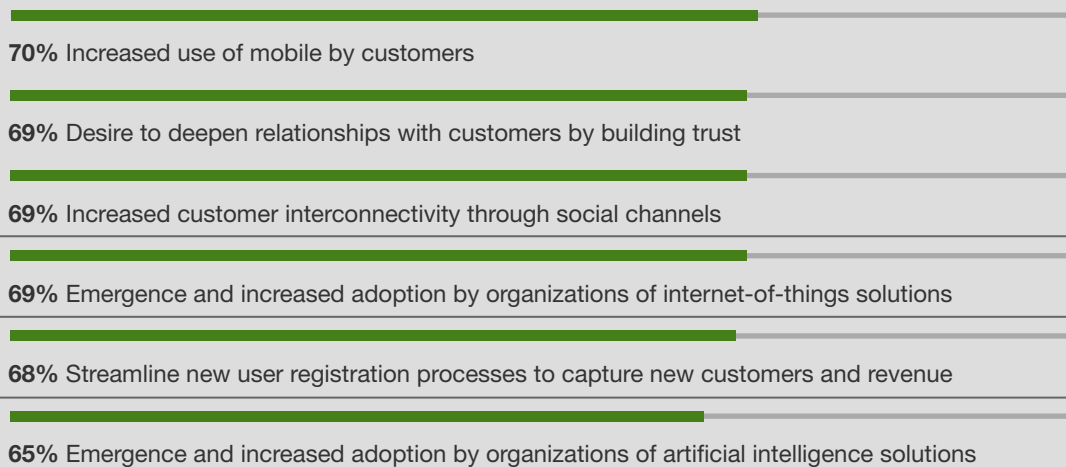 70% Increased use of mobile by customers
69% Desire to deepen relationships with customers by building trust
69% Increased customer interconnectivity through social channels
69% Emergence and increased adoption by organizations of internet-of-things solutions
68% Streamline new user registration processes to capture new customers and revenue
65% Emergence and increased adoption by organizations of artificial intelligence solutions